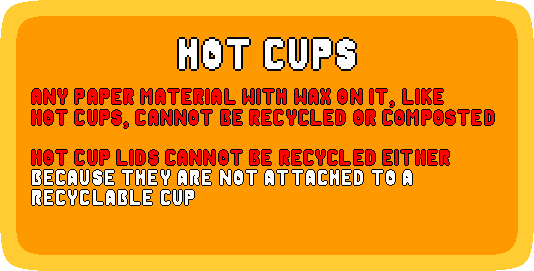 HOT CUPS
ANY PAPER MATERIAL WITH WAX ON IT, LIKE
HOT CUPS, CANNOT BE RECYCLED OR COMPOSTED
HOT CUP LIDS CANNOT BE RECYCLED EITHER
BECAUSE THEY ARE NOT ATTACHED TO A
RECYCLABLE CUP